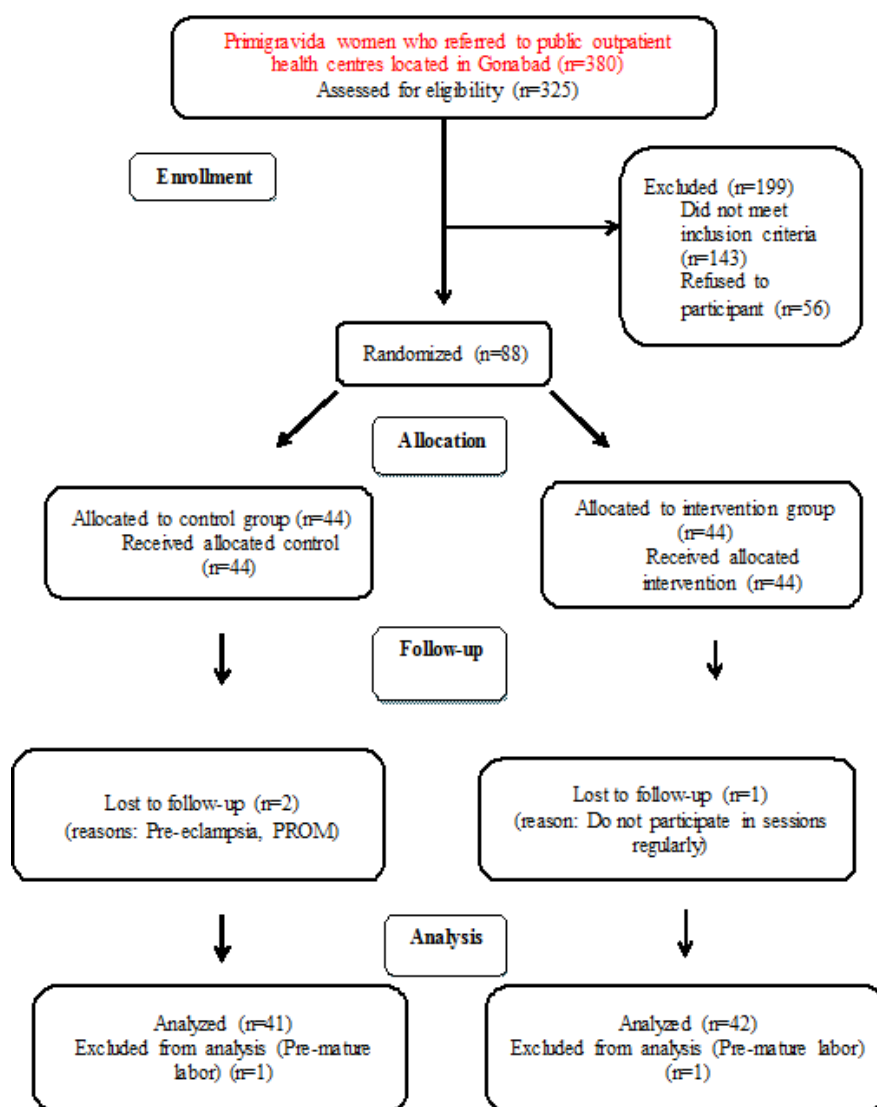 Primigravida women who referred to public outpatient
health centres located in Gonabad (n=380)
Assessed for eligibility (n=325)
Enrollment
Excluded (n=199)
Did not meet
inclusion criteria
(n=143)
Refused to
participant (n=56)
Randomized (n=88)
Allocation
Allocated to control group (n=44)
Received allocated control
(n=44)
Allocated to intervention group
(n=44)
Received allocated
intervention (n=44)
Follow-up
Lost to follow-up (n=2)
(reasons: Pre-eclampsia, PROM)
Lost to follow-up (n=1)
(reason: Do not participate in sessions
regularly)
Analysis
Analyzed (n=41)
Excluded from analysis (Pre-mature
labor) (n=1)
Analyzed (n=42)
Excluded from analysis (Pre-mature labor)
(n=1)